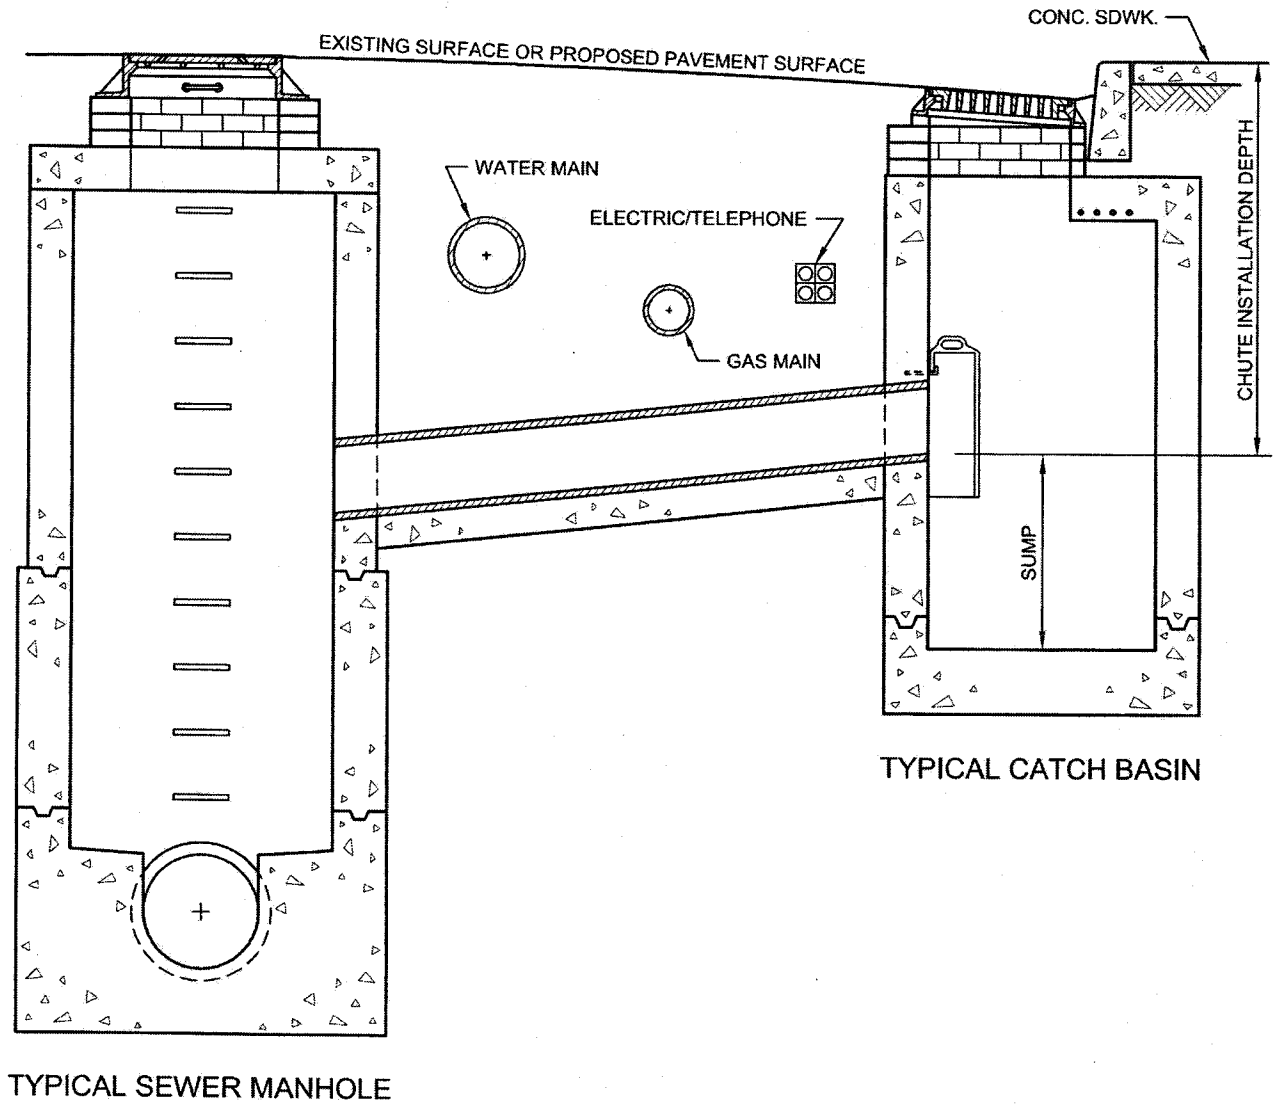 CONC. SDWK.
EXISTING SURFACE OR PROPOSED PAVEMENT SURFACE
WATER MAIN
ELECTRIC/TELEPHONE
GAS MAIN
CHUTE INSTALLATION DEPTH
SUMP
TYPICAL CATCH BASIN
TYPICAL SEWER MANHOLE